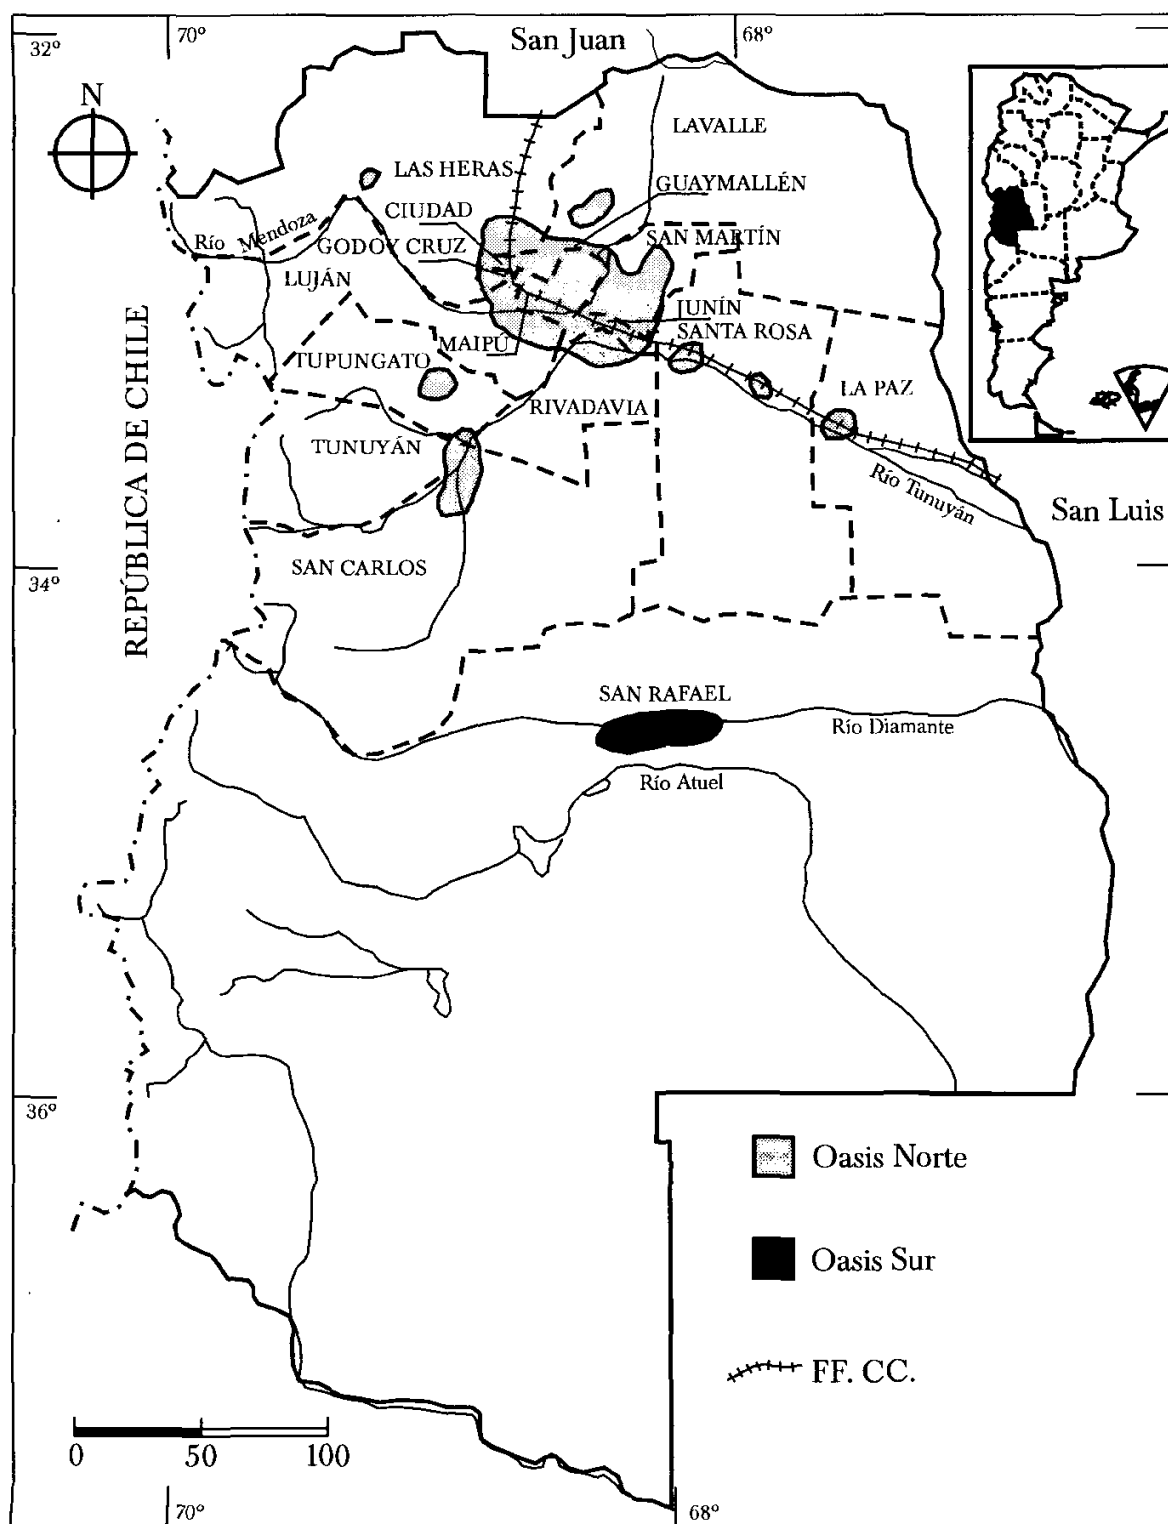 32°
70°
San Juan
68°
N
LAVALLE
LAS HERAS
GUAYMALLÉN
CIUDAD
Río Mendoza
GODOY CRUZ
SAN MARTÍN
LUJÁN
JUNÍN
MAIPÚ
SANTA ROSA
TUPUNGATO
LA PAZ
RIVADAVIA
TUNUYÁN
Río Tunuyán
San Luis
REPÚBLICA DE CHILE
SAN CARLOS
34°
SAN RAFAEL
Río Diamante
Río Atuel
36°
Oasis Norte
Oasis Sur
FF. CC.
0 50 100
70°
68°